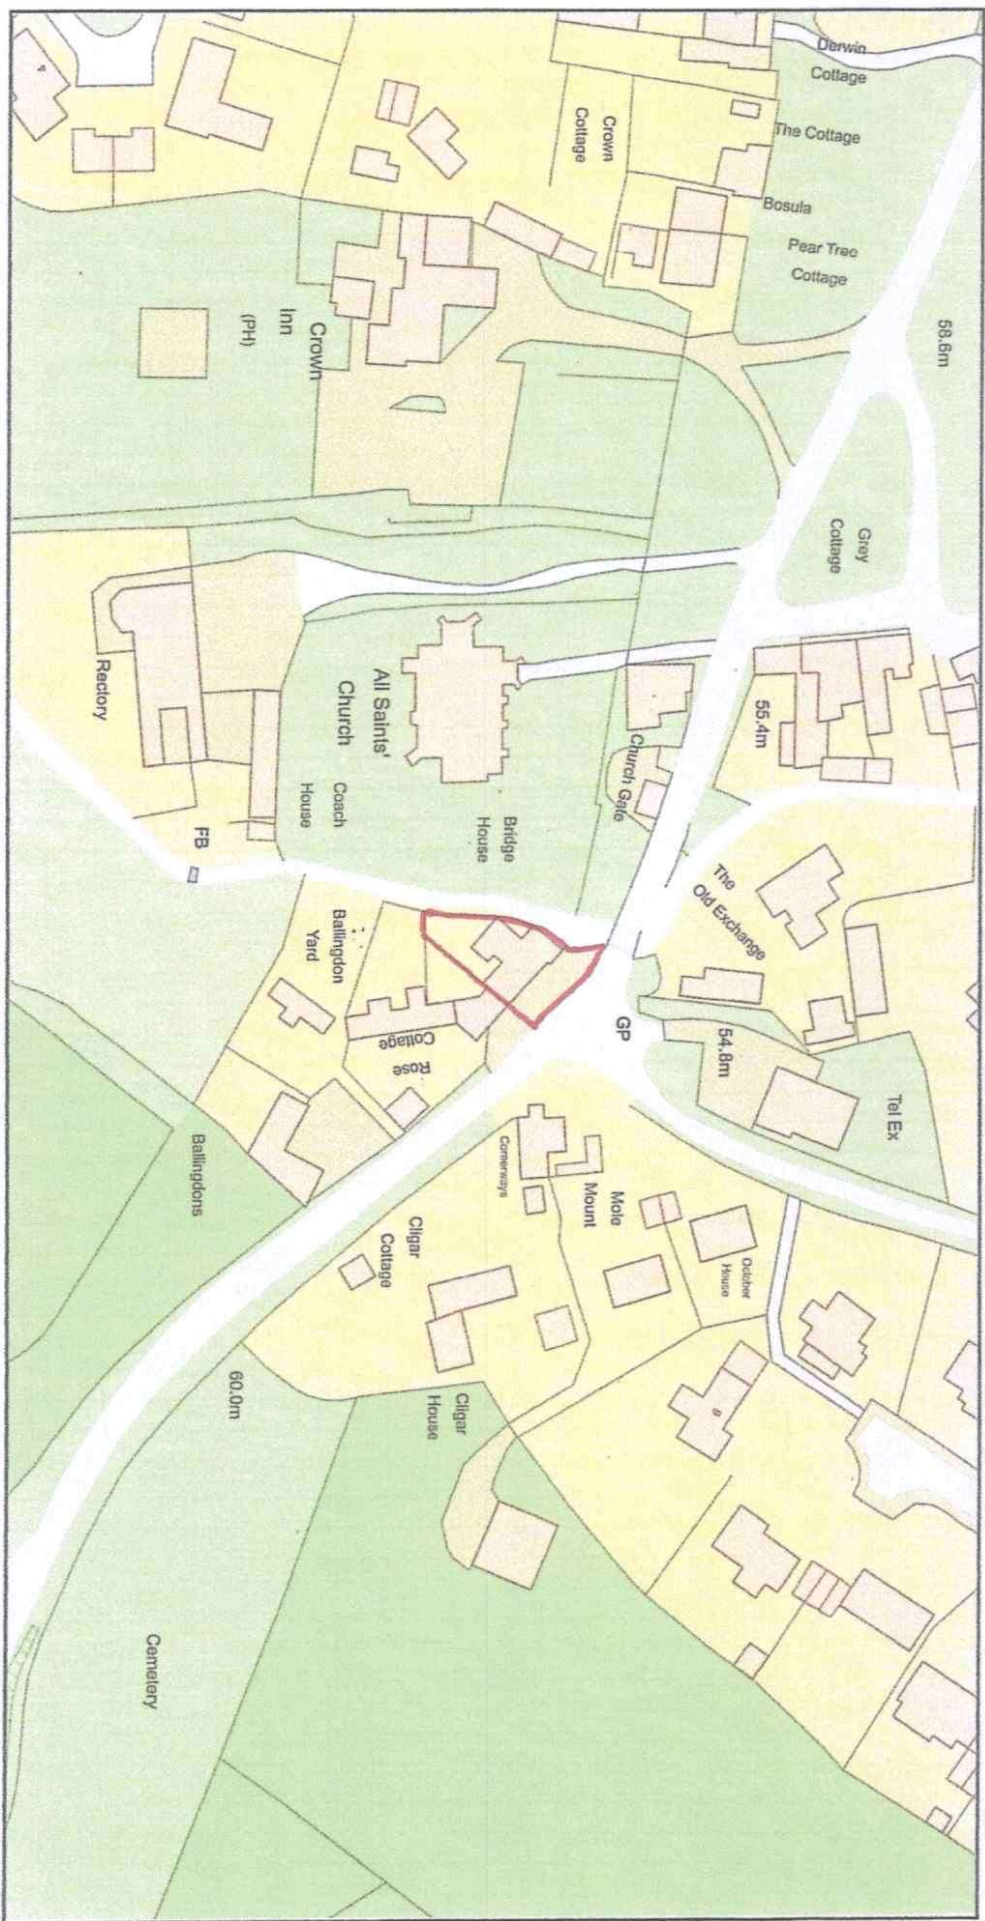 Derwin
Cottage
The Cottage
Bosula
Pear Tree
Cottage
Crown
Cottage
4
58.6m
Crown
Inn
(PH)
Grey
Cottage
55.4m
Rectory
All Saints'
Church
Church Gate
Coach
House
Bridge
House
FB
The
Old Exchange
Ballingdon
Yard
Rose
Cottage
GP
54.8m
Tel Ex
Ballingdons
Cornerways
Mole
Mount
October
House
Cligar
Cottage
Cligar
House
60.0m
Cemetery